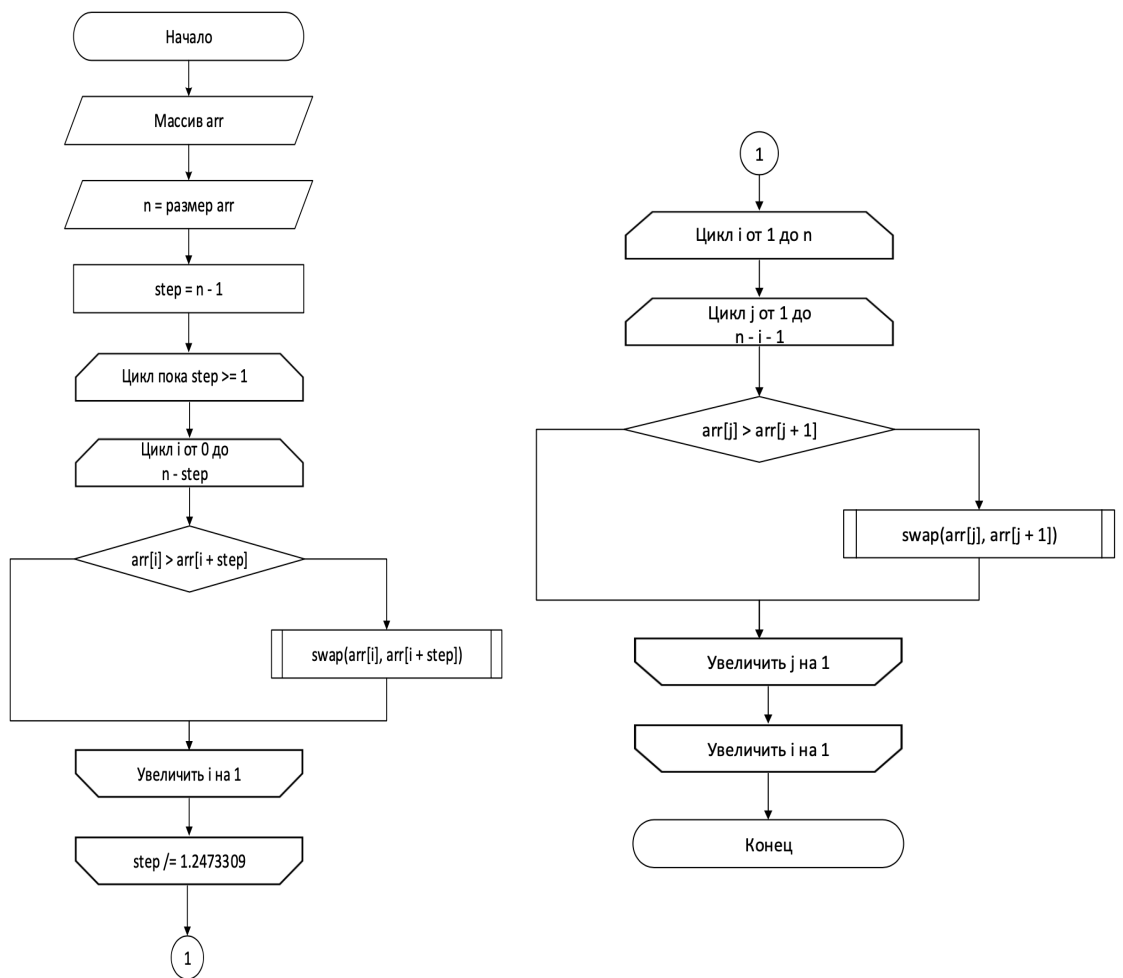 Начало
Массив arr
n = размер arr
step = n - 1
Цикл пока step >= 1
Цикл i от 0 до
n - step
arr[i] > arr[i + step]
swap(arr[i], arr[i + step])
Увеличить i на 1
step /= 1.2473309
1
1
Цикл i от 1 до n
Цикл j от 1 до
n - i - 1
arr[j] > arr[j + 1]
swap(arr[j], arr[j + 1])
Увеличить j на 1
Увеличить i на 1
Конец